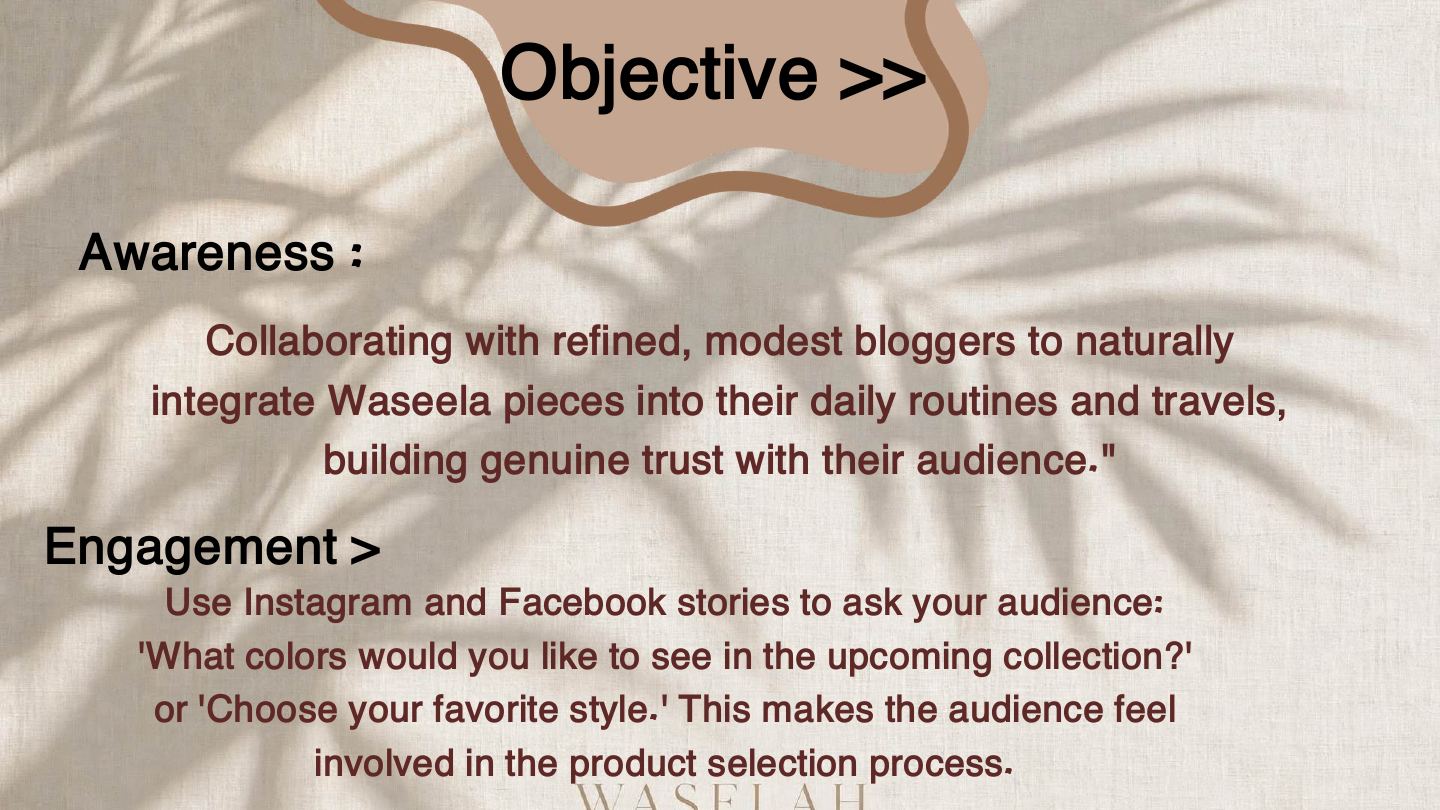 Objective >>
Awareness :
Collaborating with refined, modest bloggers to naturally
integrate Waseela pieces into their daily routines and travels,
building genuine trust with their audience."
Engagement >
Use Instagram and Facebook stories to ask your audience:
'What colors would you like to see in the upcoming collection?'
or 'Choose your favorite style.' This makes the audience feel
involved in the product selection process.
WASELAH